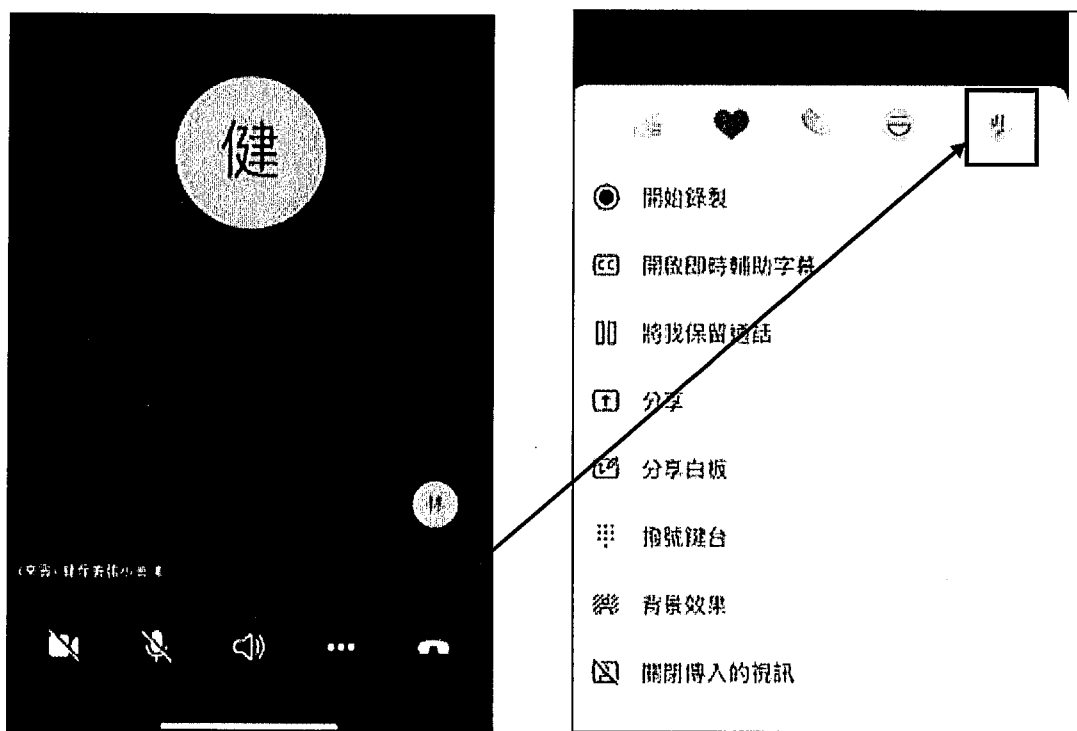 健
開始錄製
CC 開啟即時輔助字幕
將我保留通話
分享
分享白板
撥號鍵台
背景效果
關閉傳入的視訊